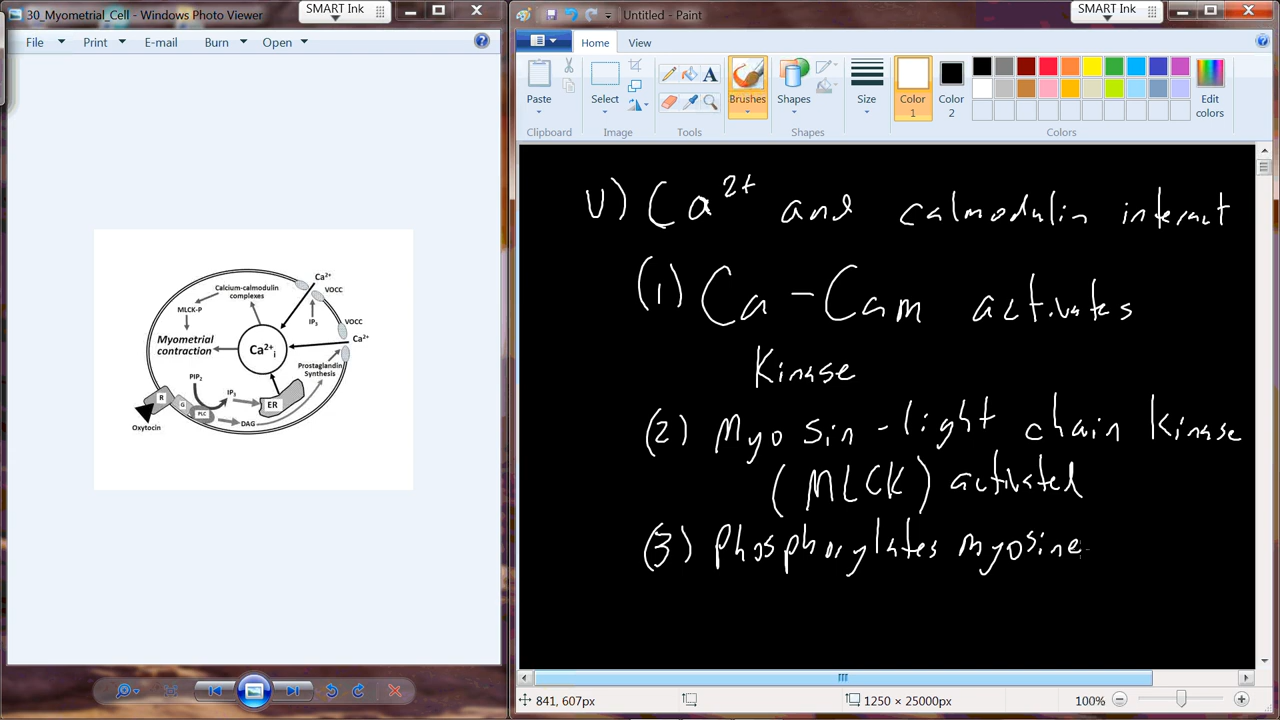 30_Myometrial_Cell - Windows Photo Viewer
SMART Ink
File Print E-mail Burn Open
Calcium-calmodulin
complexes
Ca2+
VOCC
MLCK-P
IP3
VOCC
Myometrial
contraction
Ca2+i
Ca2+
Prostaglandin
Synthesis
PIP2
IP3
R
G
PLC
ER
DAG
Oxytocin
Untitled - Paint
SMART Ink
Home View
Paste
Select
Brushes
Shapes
Size
Color
1
Color
2
Edit
colors
Clipboard
Image
Tools
Shapes
Colors
V) Ca2+ and calmodulin interact
(1) Ca - Cam activates
Kinase
(2) Myosin - light chain Kinase
(MLCK) activated
(3) Phosphorylates myosine
841, 607px
1250 × 25000px
100%